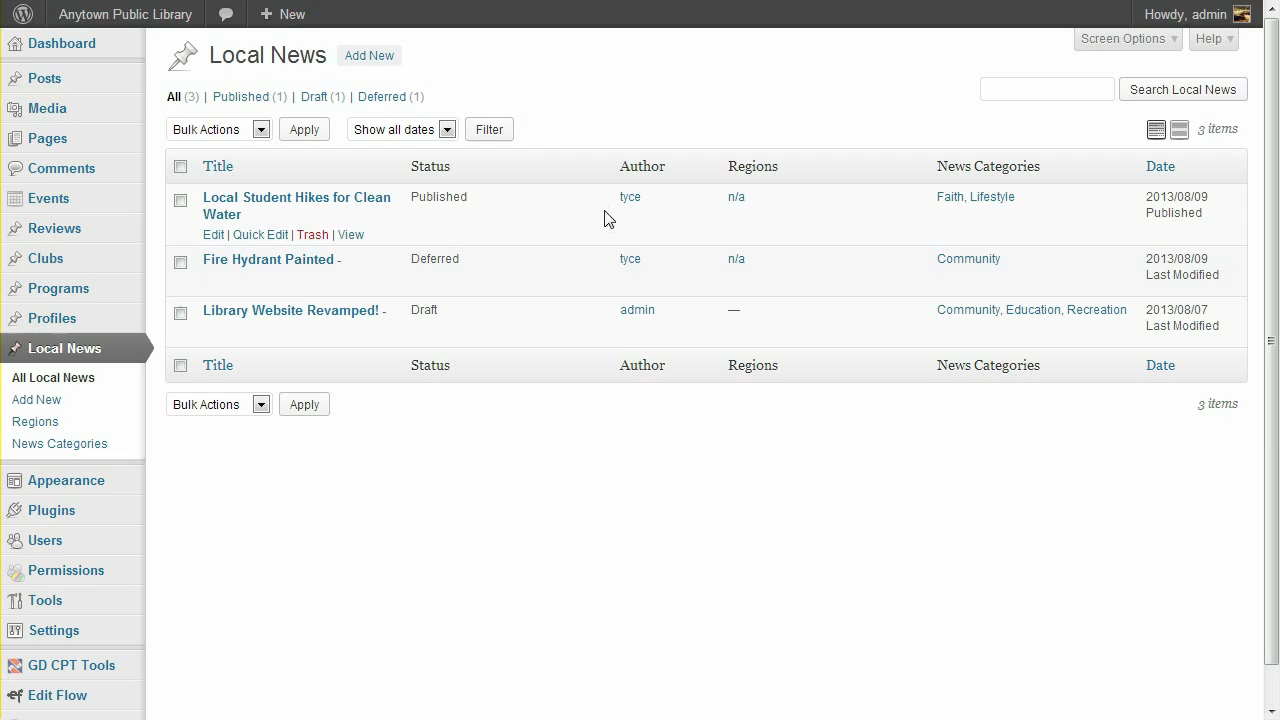 Anytown Public Library New Howdy, admin
Dashboard
Posts
Media
Pages
Comments
Events
Reviews
Clubs
Programs
Profiles
Local News
All Local News
Add New
Regions
News Categories
Appearance
Plugins
Users
Permissions
Tools
Settings
GD CPT Tools
Edit Flow
Screen Options Help
Local News Add New
All (3) | Published (1) | Draft (1) | Deferred (1)
Search Local News
Bulk Actions Apply Show all dates Filter 3 items
Title Status Author Regions News Categories Date
Local Student Hikes for Clean Published tyce n/a Faith, Lifestyle 2013/08/09
Water Published
Edit | Quick Edit | Trash | View
Fire Hydrant Painted - Deferred tyce n/a Community 2013/08/09
Last Modified
Library Website Revamped! - Draft admin — Community, Education, Recreation 2013/08/07
Last Modified
Title Status Author Regions News Categories Date
Bulk Actions Apply 3 items